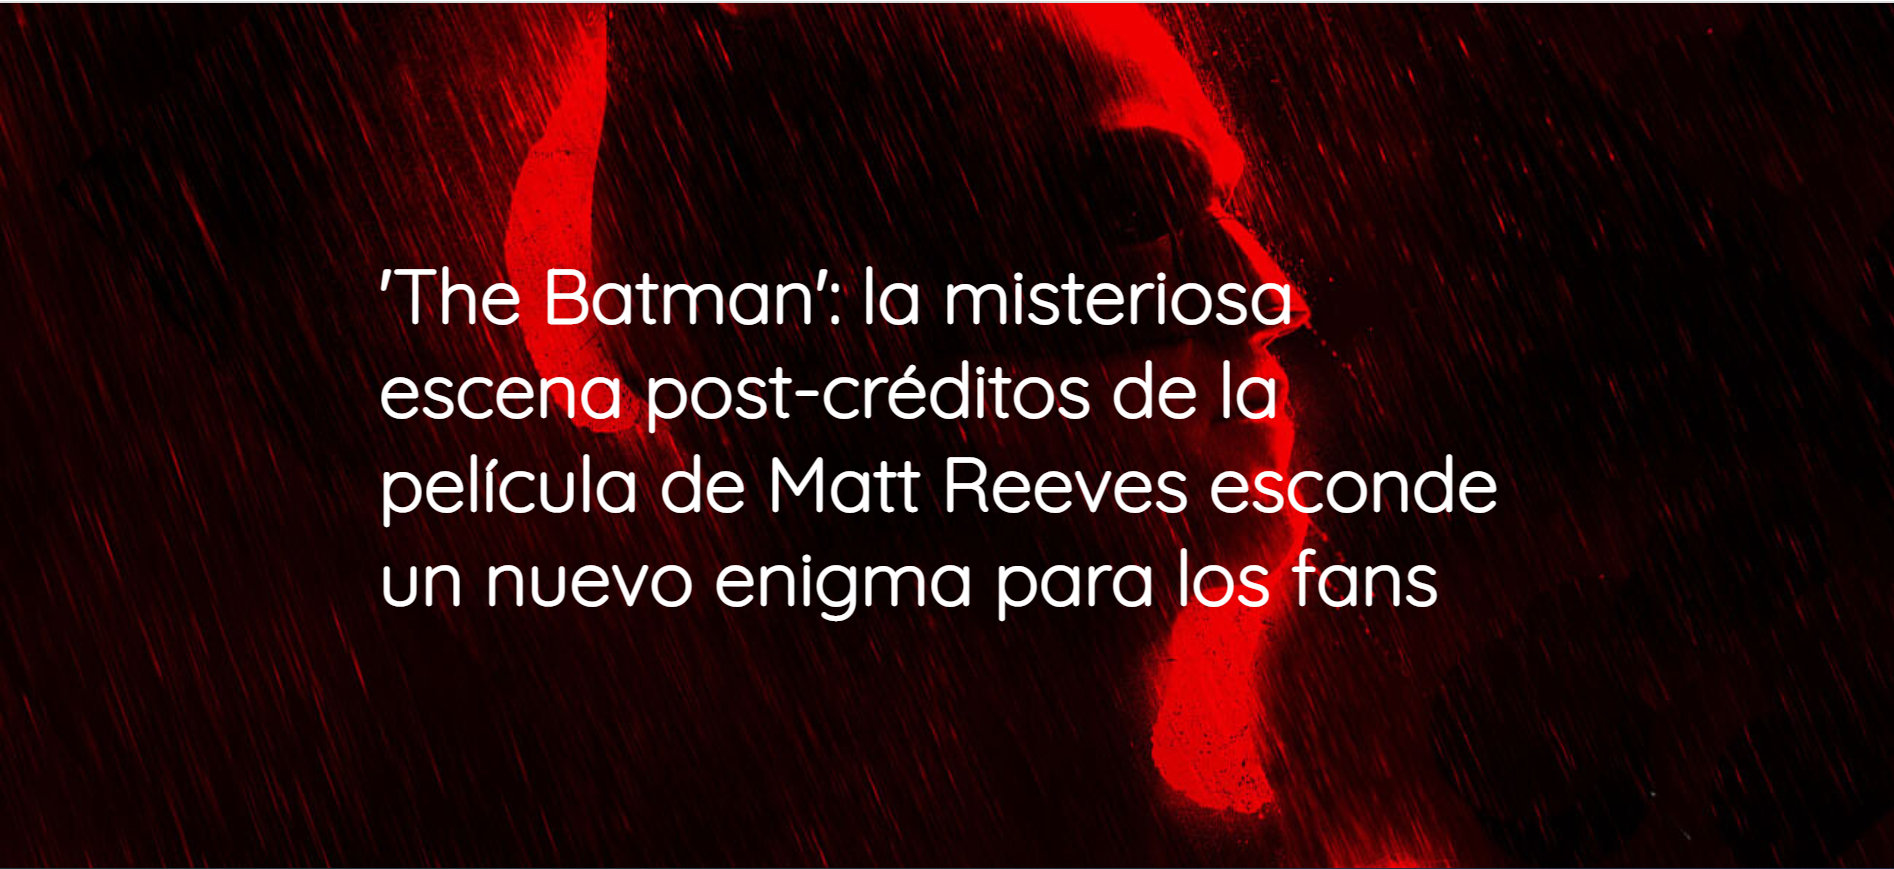 'The Batman': la misteriosa
escena post-créditos de la
película de Matt Reeves esconde
un nuevo enigma para los fans